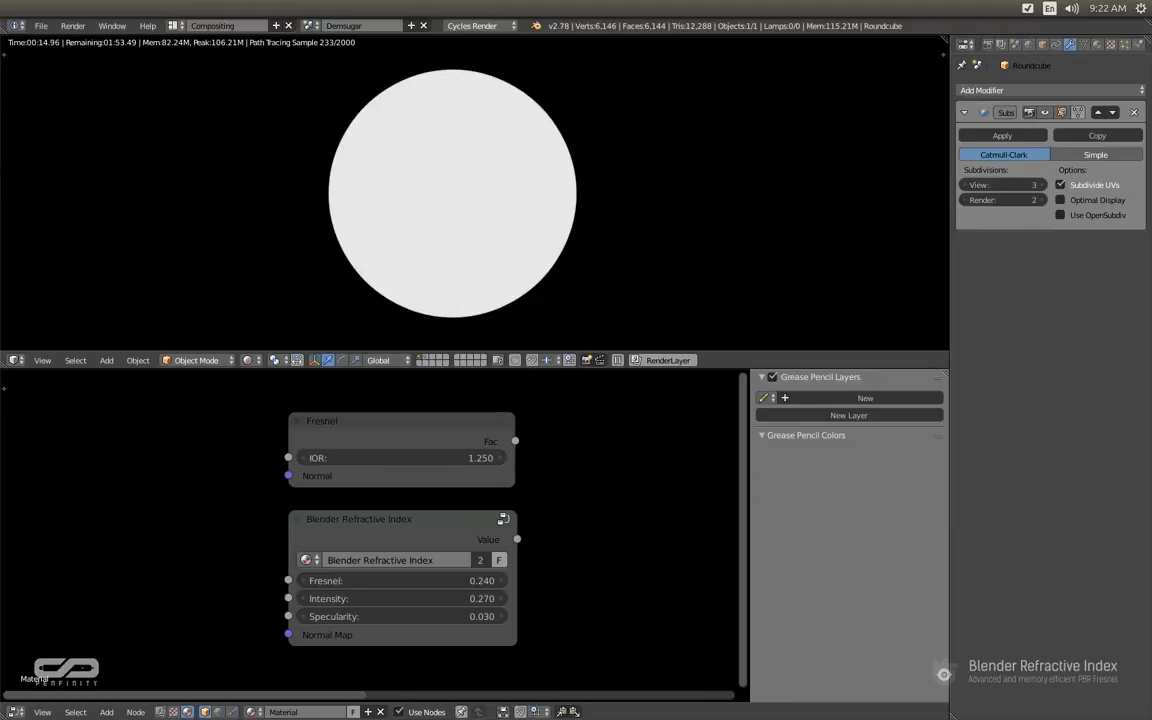 En 9:22 AM
File Render Window Help Compositing Demsugar Cycles Render v2.78 | Verts:6,146 | Faces:6,144 | Tris:12,288 | Objects:1/1 | Lamps:0/0 | Mem:115.21M | Roundcube
Time:00:14.96 | Remaining:01:53.49 | Mem:82.24M, Peak:106.21M | Path Tracing Sample 233/2000
Roundcube
Add Modifier
Subs
Apply Copy
Catmull-Clark Simple
Subdivisions: Options:
View: 3 Subdivide UVs
Render: 2 Optimal Display
Use OpenSubdiv
View Select Add Object Object Mode Global RenderLayer
Grease Pencil Layers
New
New Layer
Grease Pencil Colors
Fresnel
Fac
IOR: 1.250
Normal
Blender Refractive Index
Value
Blender Refractive Index 2 F
Fresnel: 0.240
Intensity: 0.270
Specularity: 0.030
Normal Map
PENFINITY
Material
Blender Refractive Index
Advanced and memory efficient PBR Fresnel
View Select Add Node Material F Use Nodes